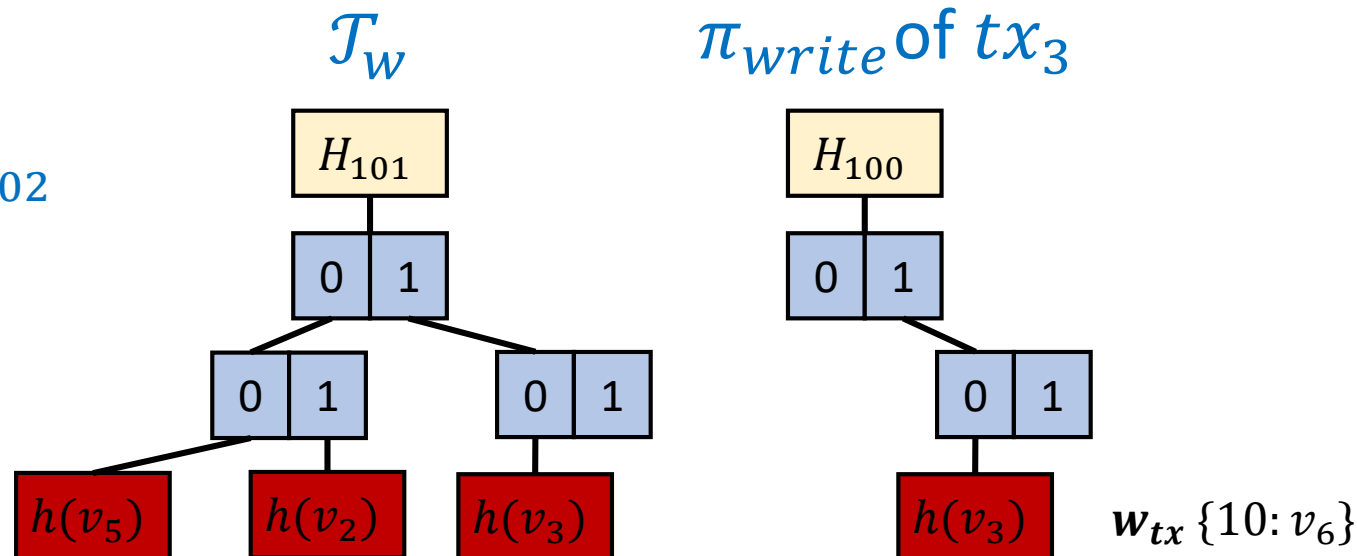 𝒯_w π_write of tx_3
H_101 H_100
02
0 1 0 1
0 1 0 1 0 1
h(v_5) h(v_2) h(v_3) h(v_3) w_tx {10: v_6}